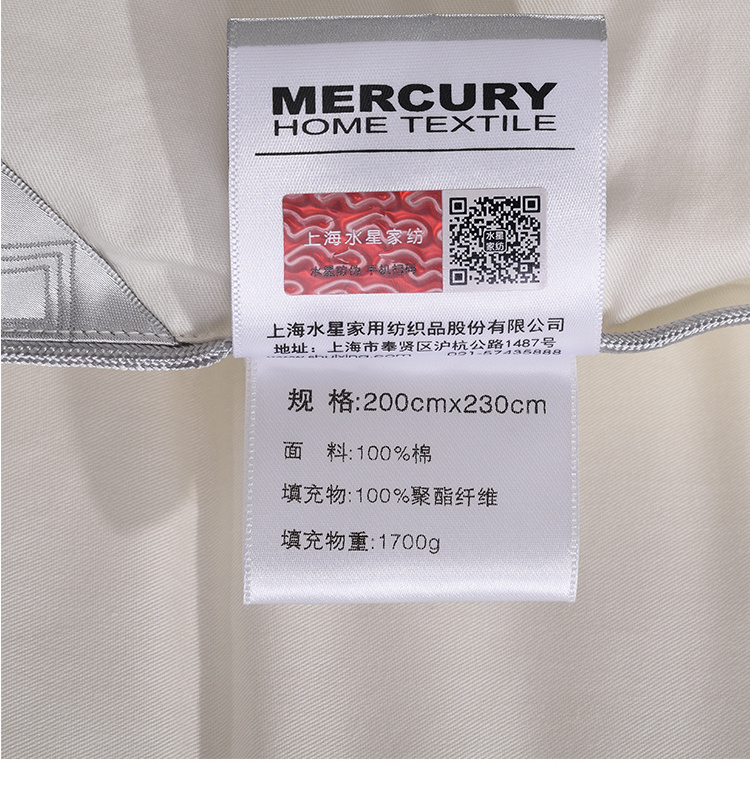 MERCURY
HOME TEXTILE
上海水星家纺
水星
家纺
上海水星家用纺织品股份有限公司
地址：上海市奉贤区沪杭公路1487号
021-57435888
规 格:200cmx230cm
面 料:100%棉
填充物:100%聚酯纤维
填充物重:1700g